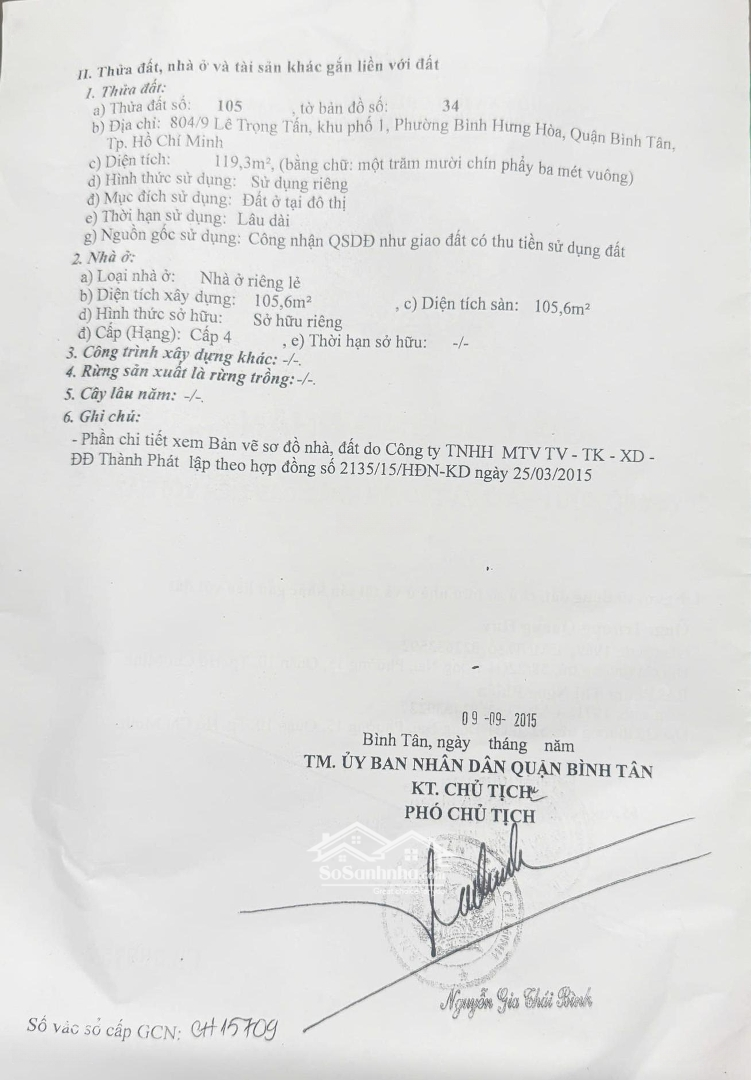 II. Thửa đất, nhà ở và tài sản khác gắn liền với đất
1. Thửa đất:
a) Thửa đất số: 105 , tờ bản đồ số: 34
b) Địa chỉ: 804/9 Lê Trọng Tấn, khu phố 1, Phường Bình Hưng Hòa, Quận Bình Tân,
Tp. Hồ Chí Minh
c) Diện tích: 119,3m², (bằng chữ: một trăm mười chín phẩy ba mét vuông)
d) Hình thức sử dụng: Sử dụng riêng
đ) Mục đích sử dụng: Đất ở tại đô thị
e) Thời hạn sử dụng: Lâu dài
g) Nguồn gốc sử dụng: Công nhận QSDĐ như giao đất có thu tiền sử dụng đất
2. Nhà ở:
a) Loại nhà ở: Nhà ở riêng lẻ
b) Diện tích xây dựng: 105,6m² , c) Diện tích sàn: 105,6m²
d) Hình thức sở hữu: Sở hữu riêng
đ) Cấp (Hạng): Cấp 4 , e) Thời hạn sở hữu: -/-
3. Công trình xây dựng khác: -/-.
4. Rừng sản xuất là rừng trồng: -/-.
5. Cây lâu năm: -/-.
6. Ghi chú:
- Phần chi tiết xem Bản vẽ sơ đồ nhà, đất do Công ty TNHH MTV TV - TK - XD -
ĐĐ Thành Phát lập theo hợp đồng số 2135/15/HĐN-KD ngày 25/03/2015
09 -09- 2015
Bình Tân, ngày tháng năm
TM. ỦY BAN NHÂN DÂN QUẬN BÌNH TÂN
KT. CHỦ TỊCH
PHÓ CHỦ TỊCH
SoSanhnha.com
Nguyễn Gia Thái Bình
Số vào sổ cấp GCN: CH15709